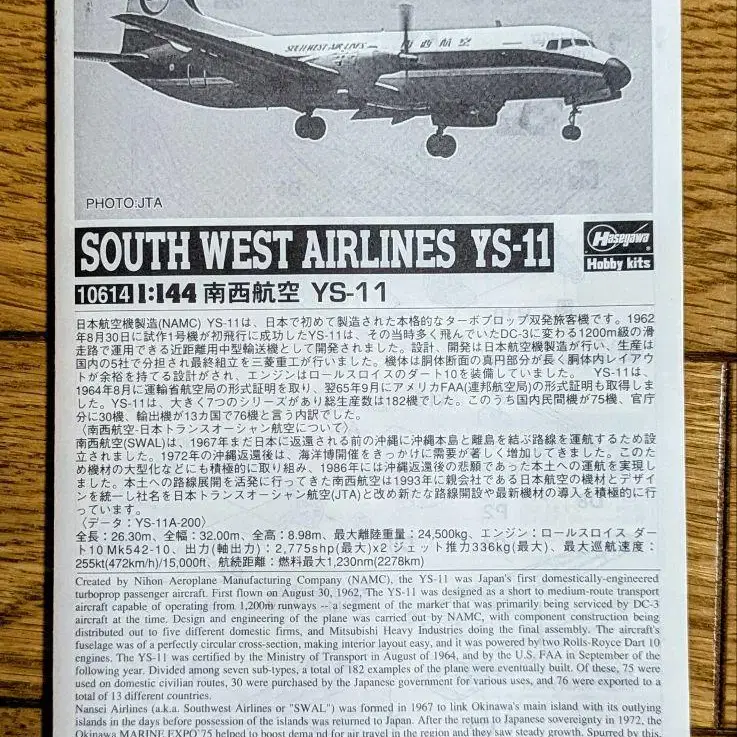 SOUTHWEST AIR LINES 南西航空
PHOTO:JTA
SOUTH WEST AIRLINES YS-11
Hasegawa
Hobby kits
10614 1:144 南西航空 YS-11
日本航空機製造(NAMC) YS-11は、日本で初めて製造された本格的なターボプロップ双発旅客機です。1962
年8月30日に試作1号機が初飛行に成功したYS-11は、その当時多く飛んでいたDC-3に変わる1200m級の滑
走路で運用できる近距離用中型輸送機として開発されました。設計、開発は日本航空機製造が行い、生産は
国内の5社で分担され最終組立を三菱重工が行いました。機体は胴体断面の真円部分が長く胴体内レイアウ
トが余裕を持てる設計がされ、エンジンはロールスロイスのダート10を装備していました。 YS-11は、
1964年8月に運輸省航空局の形式証明を取り、翌65年9月にアメリカFAA(連邦航空局)の形式証明も取得しま
した。YS-11は、大きく7つのシリーズがあり総生産数は182機でした。このうち国内民間機が75機、官庁
分に30機、輸出機が13カ国で76機と言う内訳でした。
〈南西航空-日本トランスオーシャン航空について〉
南西航空(SWAL)は、1967年まだ日本に返還される前の沖縄に沖縄本島と離島を結ぶ路線を運航するため設
立されました。1972年の沖縄返還後は、海洋博開催をきっかけに需要が著しく増加してきました。このた
め機材の大型化などにも積極的に取り組み、1986年には沖縄返還後の悲願であった本土への運航を実現し
ました。本土への路線展開を活発に行ってきた南西航空は1993年に親会社である日本航空の機材とデザイ
ンを統一し社名を日本トランスオーシャン航空(JTA)と改め新たな路線開設や最新機材の導入を積極的に行
っています。
〈データ：YS-11A-200〉
全長：26.30m、全幅：32.00m、全高：8.98m、最大離陸重量：24,500kg、エンジン：ロールスロイス ダー
ト10 Mk542-10、出力(軸出力)：2,775shp(最大)x2 ジェット推力336kg(最大)、最大巡航速度：
255kt(472km/h)/15,000ft、航続距離：燃料最大1,230nm(2278km)
Created by Nihon Aeroplane Manufacturing Company (NAMC), the YS-11 was Japan's first domestically-engineered
turboprop passenger aircraft. First flown on August 30, 1962, The YS-11 was designed as a short to medium-route transport
aircraft capable of operating from 1,200m runways -- a segment of the market that was primarily being serviced by DC-3
aircraft at the time. Design and engineering of the plane was carried out by NAMC, with component construction being
distributed out to five different domestic firms, and Mitsubishi Heavy Industries doing the final assembly. The aircraft's
fuselage was of a perfectly circular cross-section, making interior layout easy, and it was powered by two Rolls-Royce Dart 10
engines. The YS-11 was certified by the Ministry of Transport in August of 1964, and by the U.S. FAA in September of the
following year. Divided among seven sub-types, a total of 182 examples of the plane were eventually built. Of these, 75 were
used on domestic civilian routes, 30 were purchased by the Japanese government for various uses, and 76 were exported to a
total of 13 different countries.
Nansei Airlines (a.k.a. Southwest Airlines or "SWAL") was formed in 1967 to link Okinawa's main island with its outlying
islands in the days before possession of the islands was returned to Japan. After the return to Japanese sovereignty in 1972, the
Okinawa MARINE EXPO'75 helped to boost demand for air travel in the region and they saw steady growth. Spurred by this,